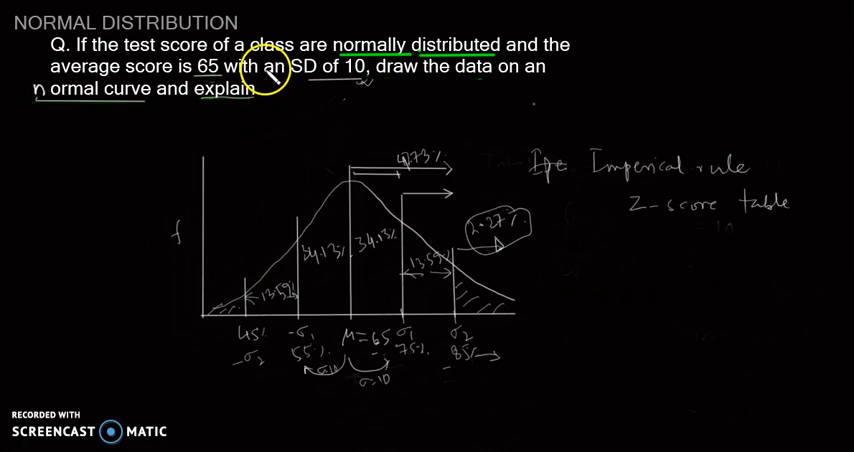 NORMAL DISTRIBUTION
Q. If the test score of a class are normally distributed and the
average score is 65 with an SD of 10, draw the data on an
normal curve and explain
Imperical rule
Z-score table
f
34.13% 34.13%
2.27%
13.59% 13.59%
45% -σ1 μ=65 σ1 σ2
-σ2 55% 75% 85%
σ=10
RECORDED WITH
SCREENCAST MATIC